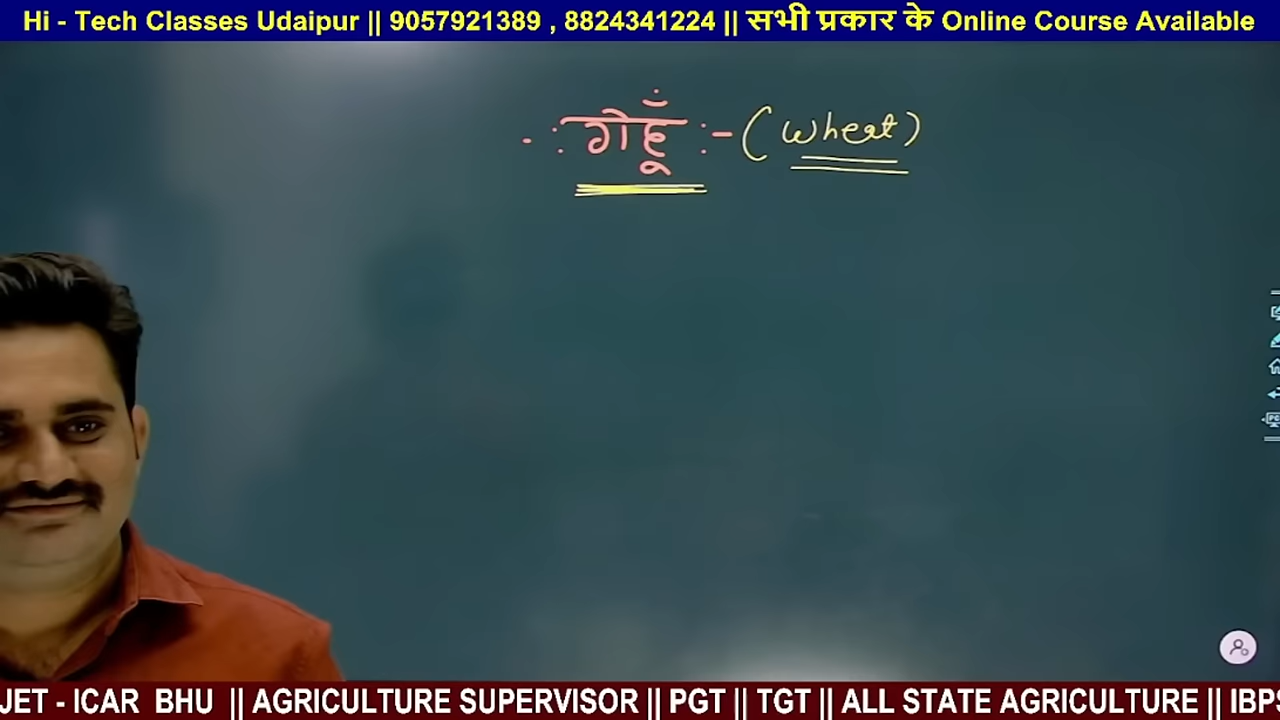 Hi - Tech Classes Udaipur || 9057921389 , 8824341224 || सभी प्रकार के Online Course Available
गेहूँ :- (Wheat)
JET - ICAR BHU || AGRICULTURE SUPERVISOR || PGT || TGT || ALL STATE AGRICULTURE || IBPS